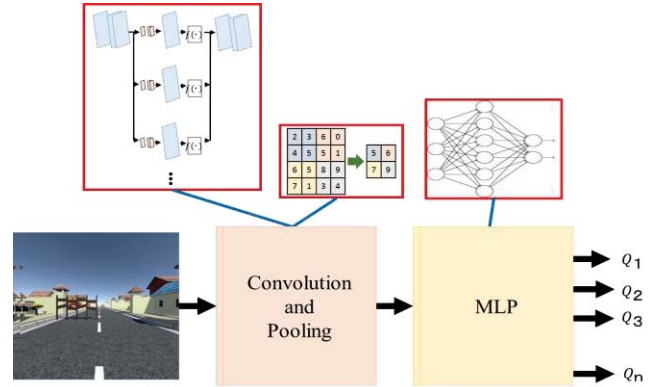 f(·)
f(·)
f(·)
2 3 6 0
4 5 5 1
6 5 8 9
7 1 3 4
5 6
7 9
Convolution
and
Pooling
MLP
Q1
Q2
Q3
Qn